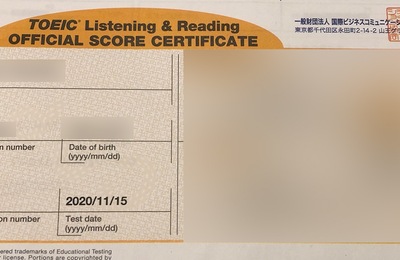 TOEIC® Listening & Reading
OFFICIAL SCORE CERTIFICATE
一般財団法人 国際ビジネスコミュニケーシ
東京都千代田区永田町2-14-2 山王グ
n number
Date of birth
(yyyy/mm/dd)
2020/11/15
on number
Test date
(yyyy/mm/dd)
ered trademarks of Educational Testing
r license. Portions are copyrighted by